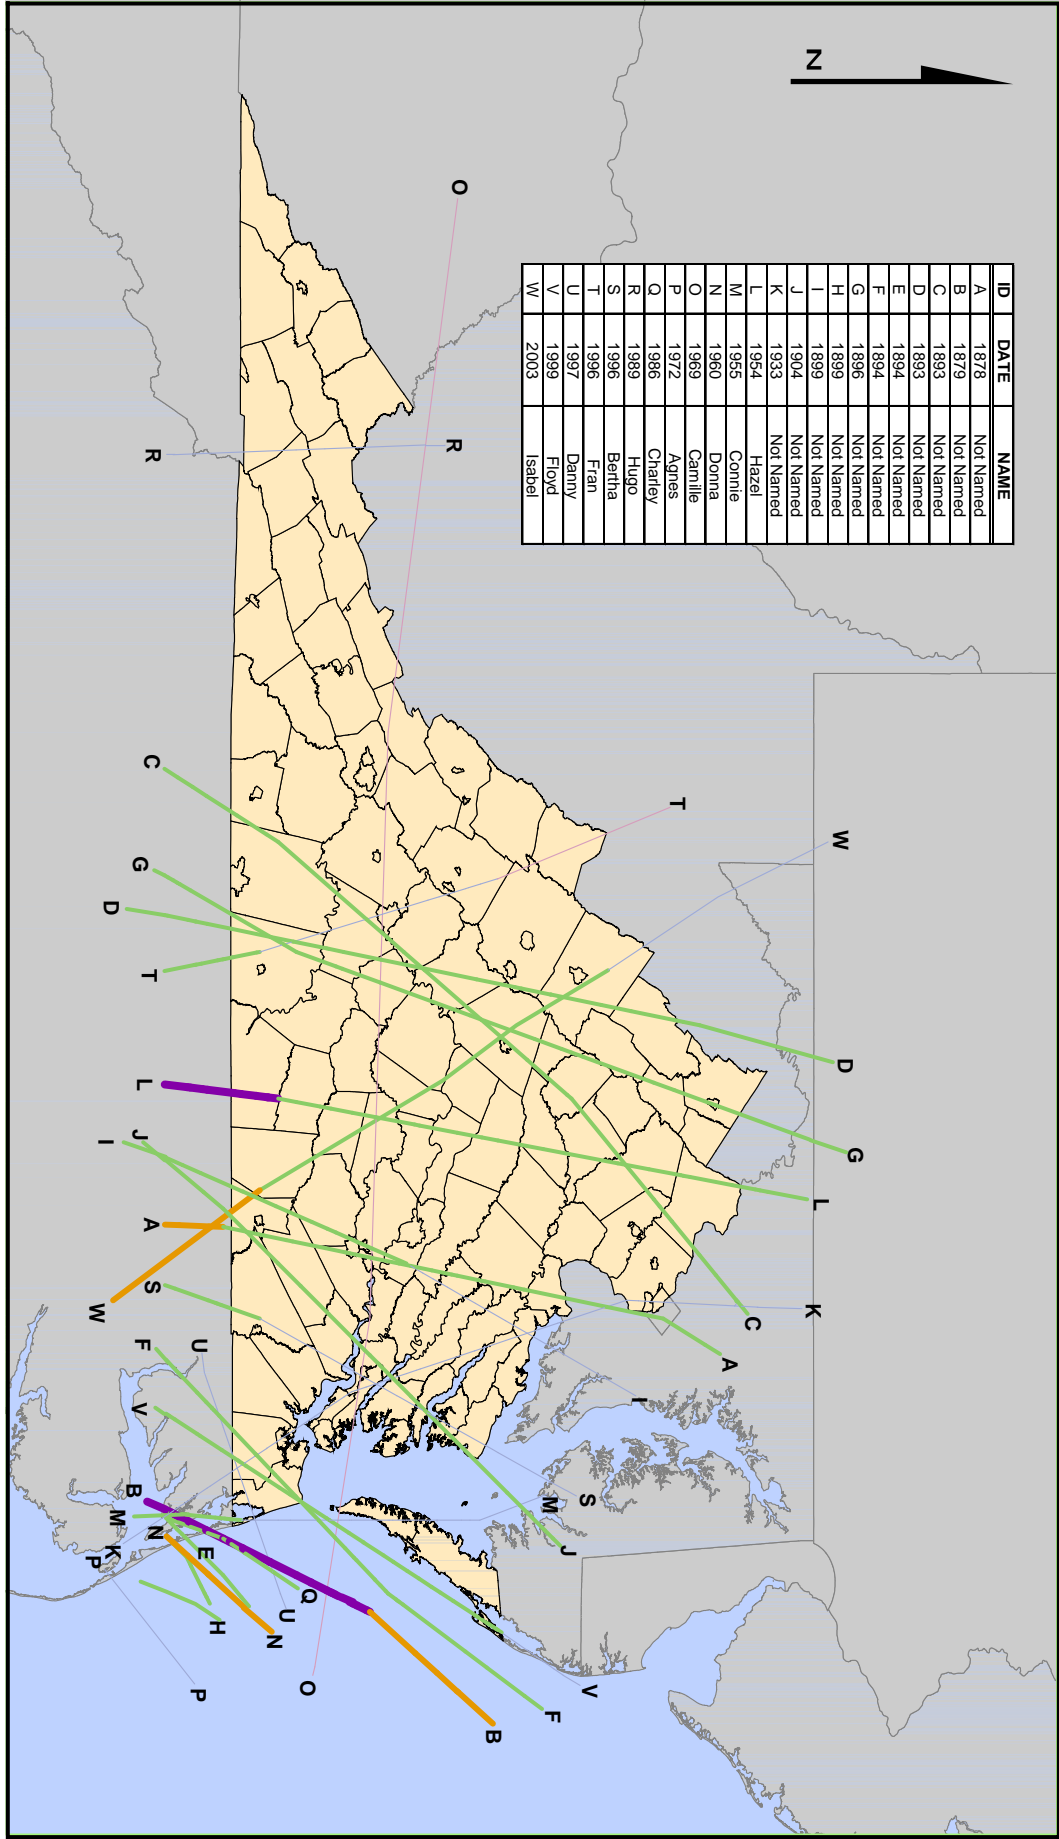 ID DATE NAME
A 1878 Not Named
B 1879 Not Named
C 1893 Not Named
D 1893 Not Named
E 1894 Not Named
F 1894 Not Named
G 1896 Not Named
H 1899 Not Named
I 1899 Not Named
J 1904 Not Named
K 1933 Not Named
L 1954 Hazel
M 1955 Connie
N 1960 Donna
O 1969 Camille
P 1972 Agnes
Q 1986 Charley
R 1989 Hugo
S 1996 Bertha
T 1996 Fran
U 1997 Danny
V 1999 Floyd
W 2003 Isabel
N
W
D
G
L
K
C
A
T
I
S
V
J
F
M
B
O
R
O
Q
U
N
H
E
U
P
R
C
T
A
S
N
L
G
J
F
V
B
M
D
K
I
W
P